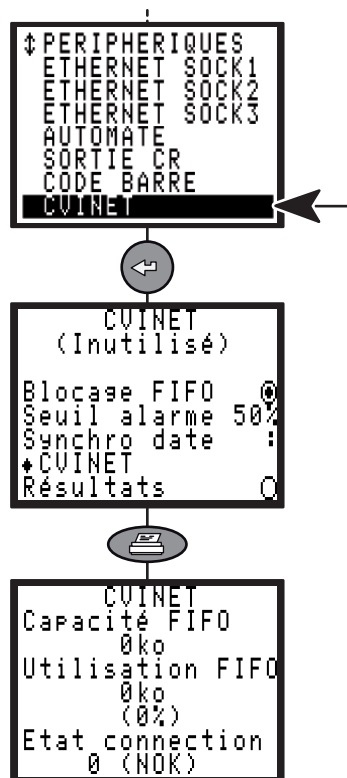 PERIPHERIQUES
ETHERNET SOCK1
ETHERNET SOCK2
ETHERNET SOCK3
AUTOMATE
SORTIE CR
CODE BARRE
CVINET
CVINET
(Inutilisé)
Blocage FIFO
Seuil alarme 50%
Synchro date :
CVINET
Résultats
CVINET
Capacité FIFO
0ko
Utilisation FIFO
0ko
(0%)
Etat connection
0 (NOK)